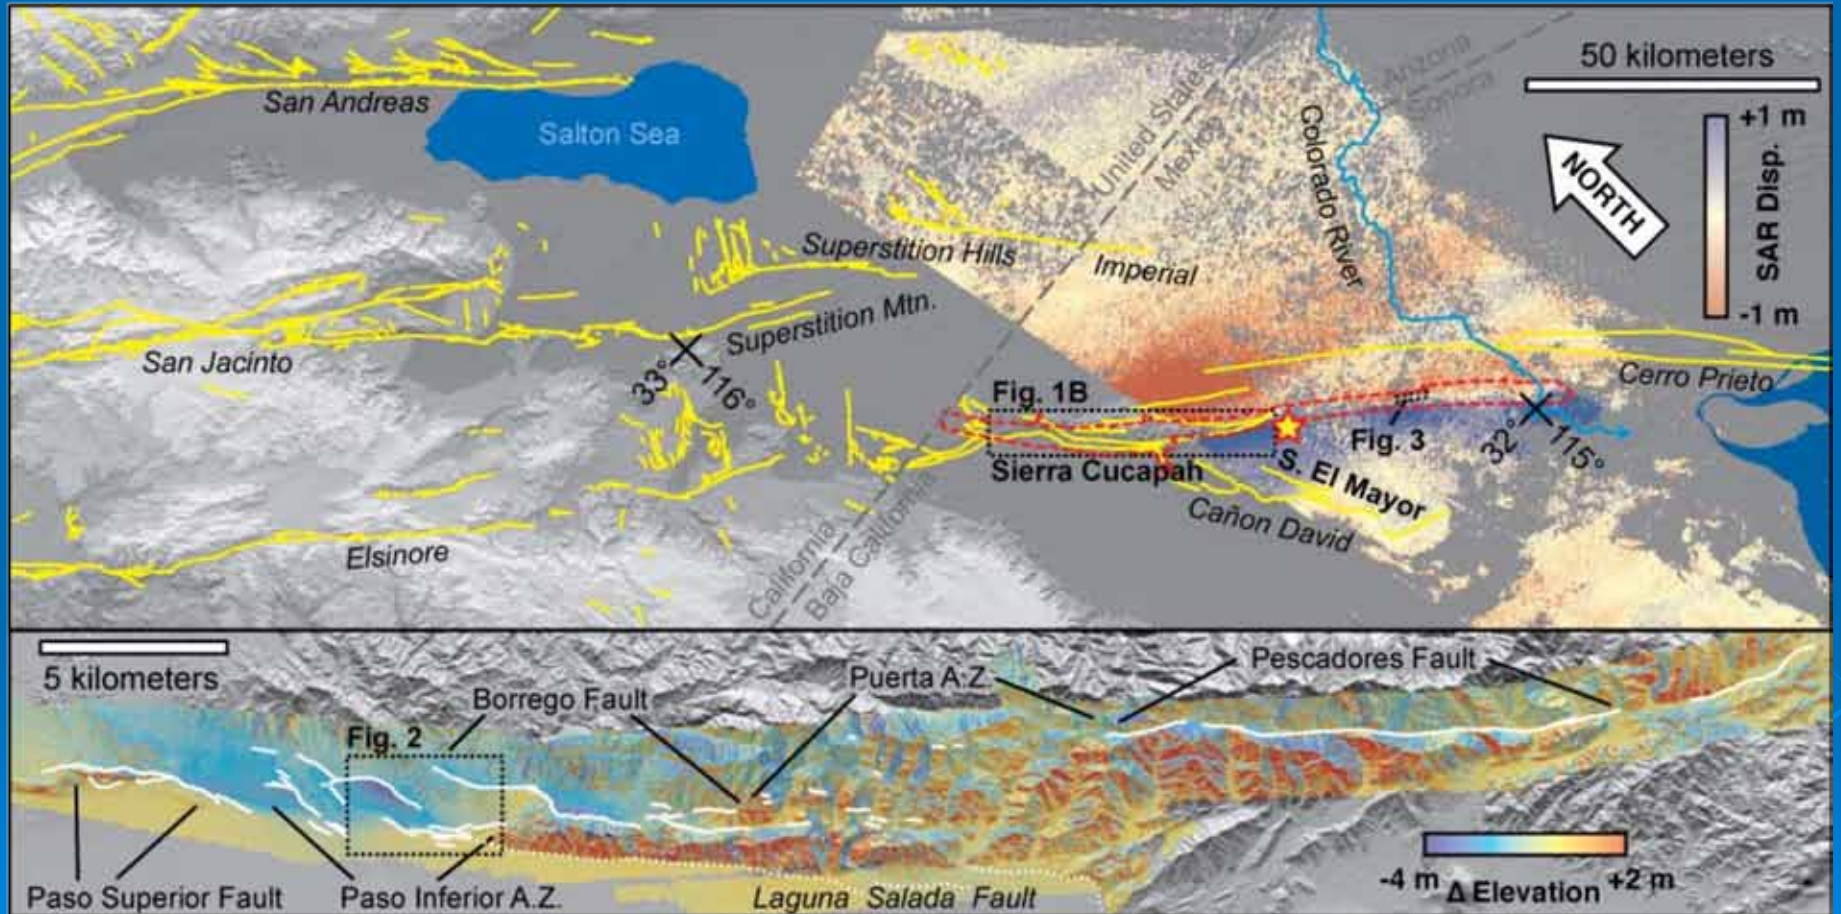 San Andreas
Salton Sea
United States
Mexico
Arizona
Sonora
Colorado River
50 kilometers
+1 m
SAR Disp.
-1 m
NORTH
Superstition Hills
Imperial
Superstition Mtn.
San Jacinto
33°
116°
Fig. 1B
Sierra Cucapah
Fig. 3
32°
115°
Cerro Prieto
S. El Mayor
Cañon David
Elsinore
California
Baja California
5 kilometers
Borrego Fault
Puerta A.Z.
Pescadores Fault
Fig. 2
Paso Superior Fault
Paso Inferior A.Z.
Laguna Salada Fault
-4 m Δ Elevation +2 m